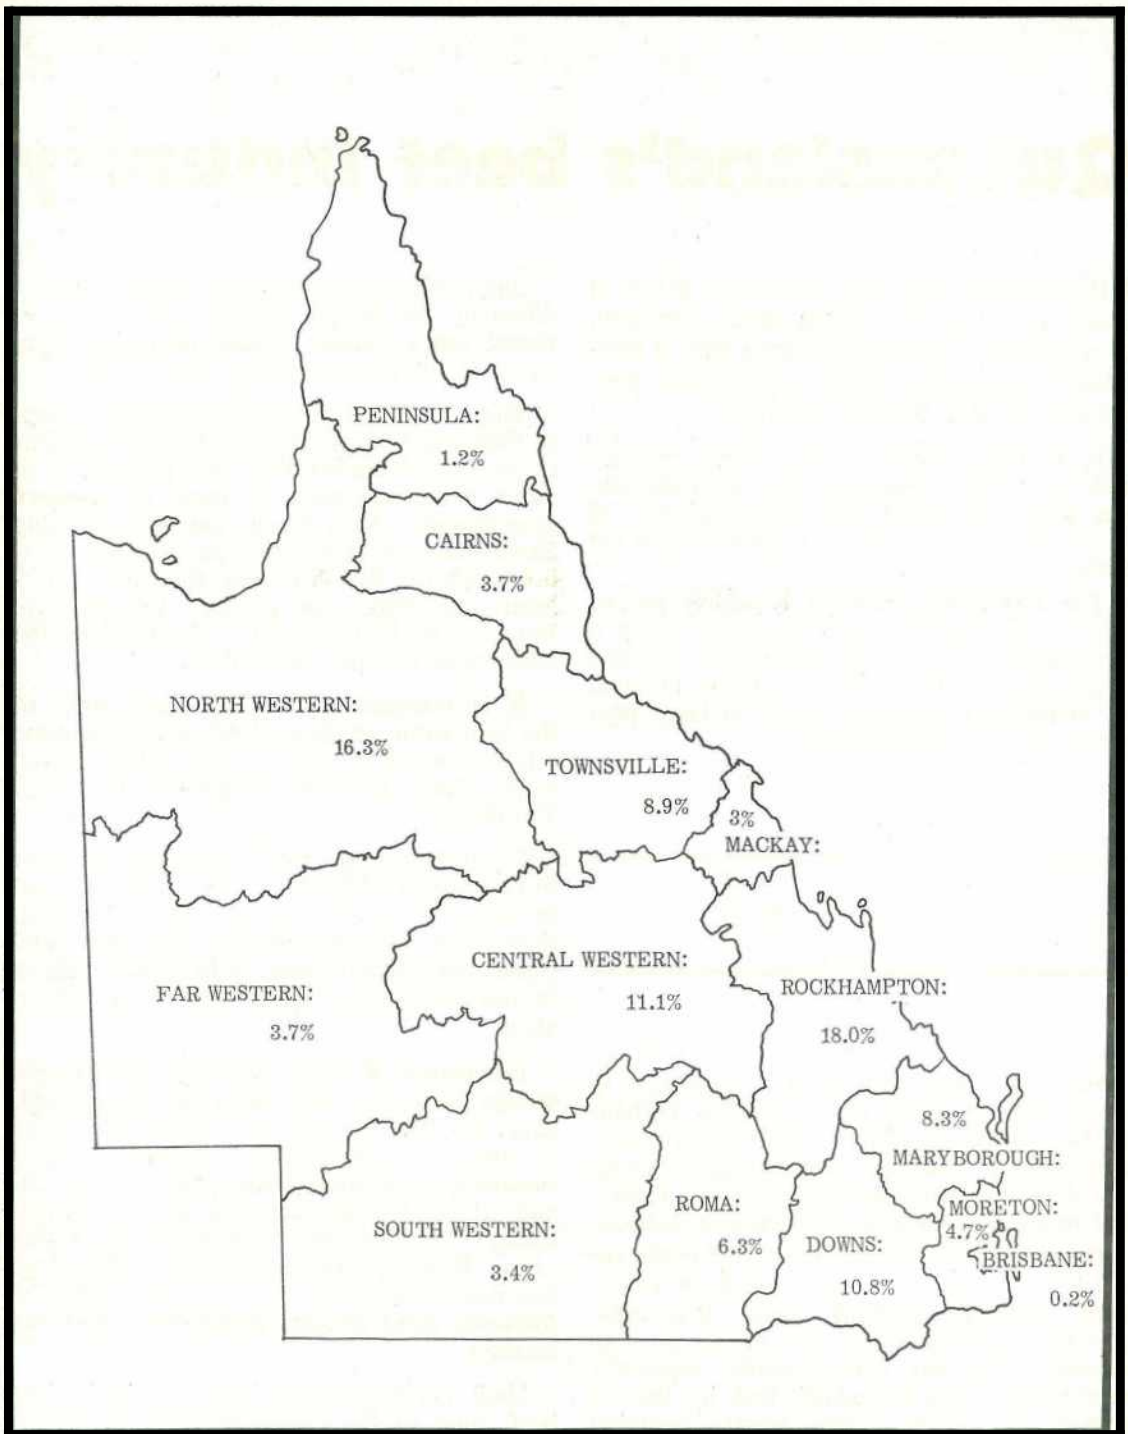 PENINSULA:
1.2%
CAIRNS:
3.7%
NORTH WESTERN:
16.3%
TOWNSVILLE:
8.9%
3%
MACKAY:
CENTRAL WESTERN:
11.1%
ROCKHAMPTON:
18.0%
FAR WESTERN:
3.7%
8.3%
MARYBOROUGH:
ROMA:
6.3%
MORETON:
4.7%
SOUTH WESTERN:
3.4%
DOWNS:
10.8%
BRISBANE:
0.2%